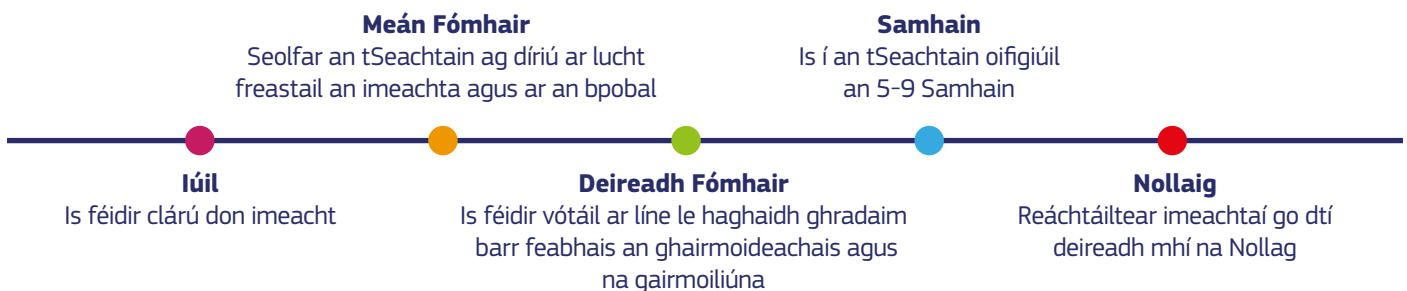 Meán Fómhair
Seolfar an tSeachtain ag díriú ar lucht
freastail an imeachta agus ar an bpobal
Samhain
Is í an tSeachtain oifigiúil
an 5-9 Samhain
Iúil
Is féidir clárú don imeacht
Deireadh Fómhair
Is féidir vótáil ar líne le haghaidh ghradaim
barr feabhais an ghairmoideachais agus
na gairmoiliúna
Nollaig
Reáchtáiltear imeachtaí go dtí
deireadh mhí na Nollag